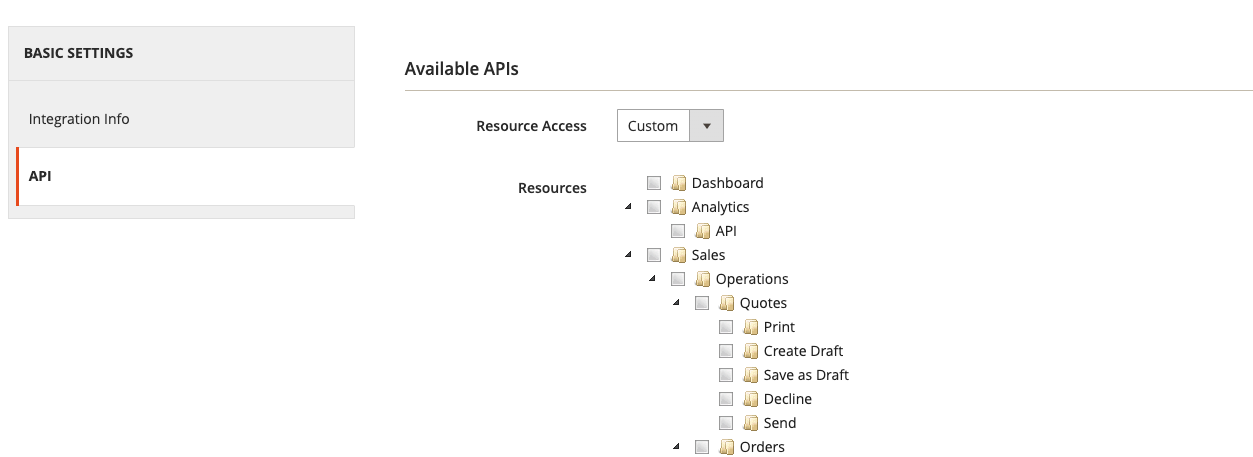 BASIC SETTINGS
Integration Info
API
Available APIs
Resource Access Custom
Resources
Dashboard
Analytics
API
Sales
Operations
Quotes
Print
Create Draft
Save as Draft
Decline
Send
Orders